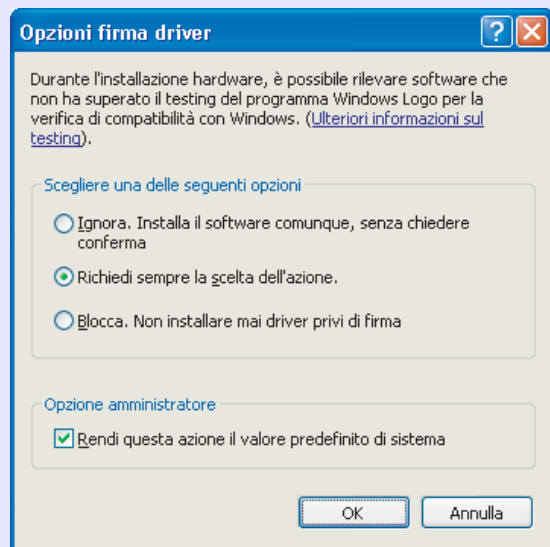 Opzioni firma driver
Durante l'installazione hardware, è possibile rilevare software che
non ha superato il testing del programma Windows Logo per la
verifica di compatibilità con Windows. (Ulteriori informazioni sul
testing).
Scegliere una delle seguenti opzioni
Ignora. Installa il software comunque, senza chiedere
conferma
Richiedi sempre la scelta dell'azione.
Blocca. Non installare mai driver privi di firma
Opzione amministratore
Rendi questa azione il valore predefinito di sistema
OK
Annulla